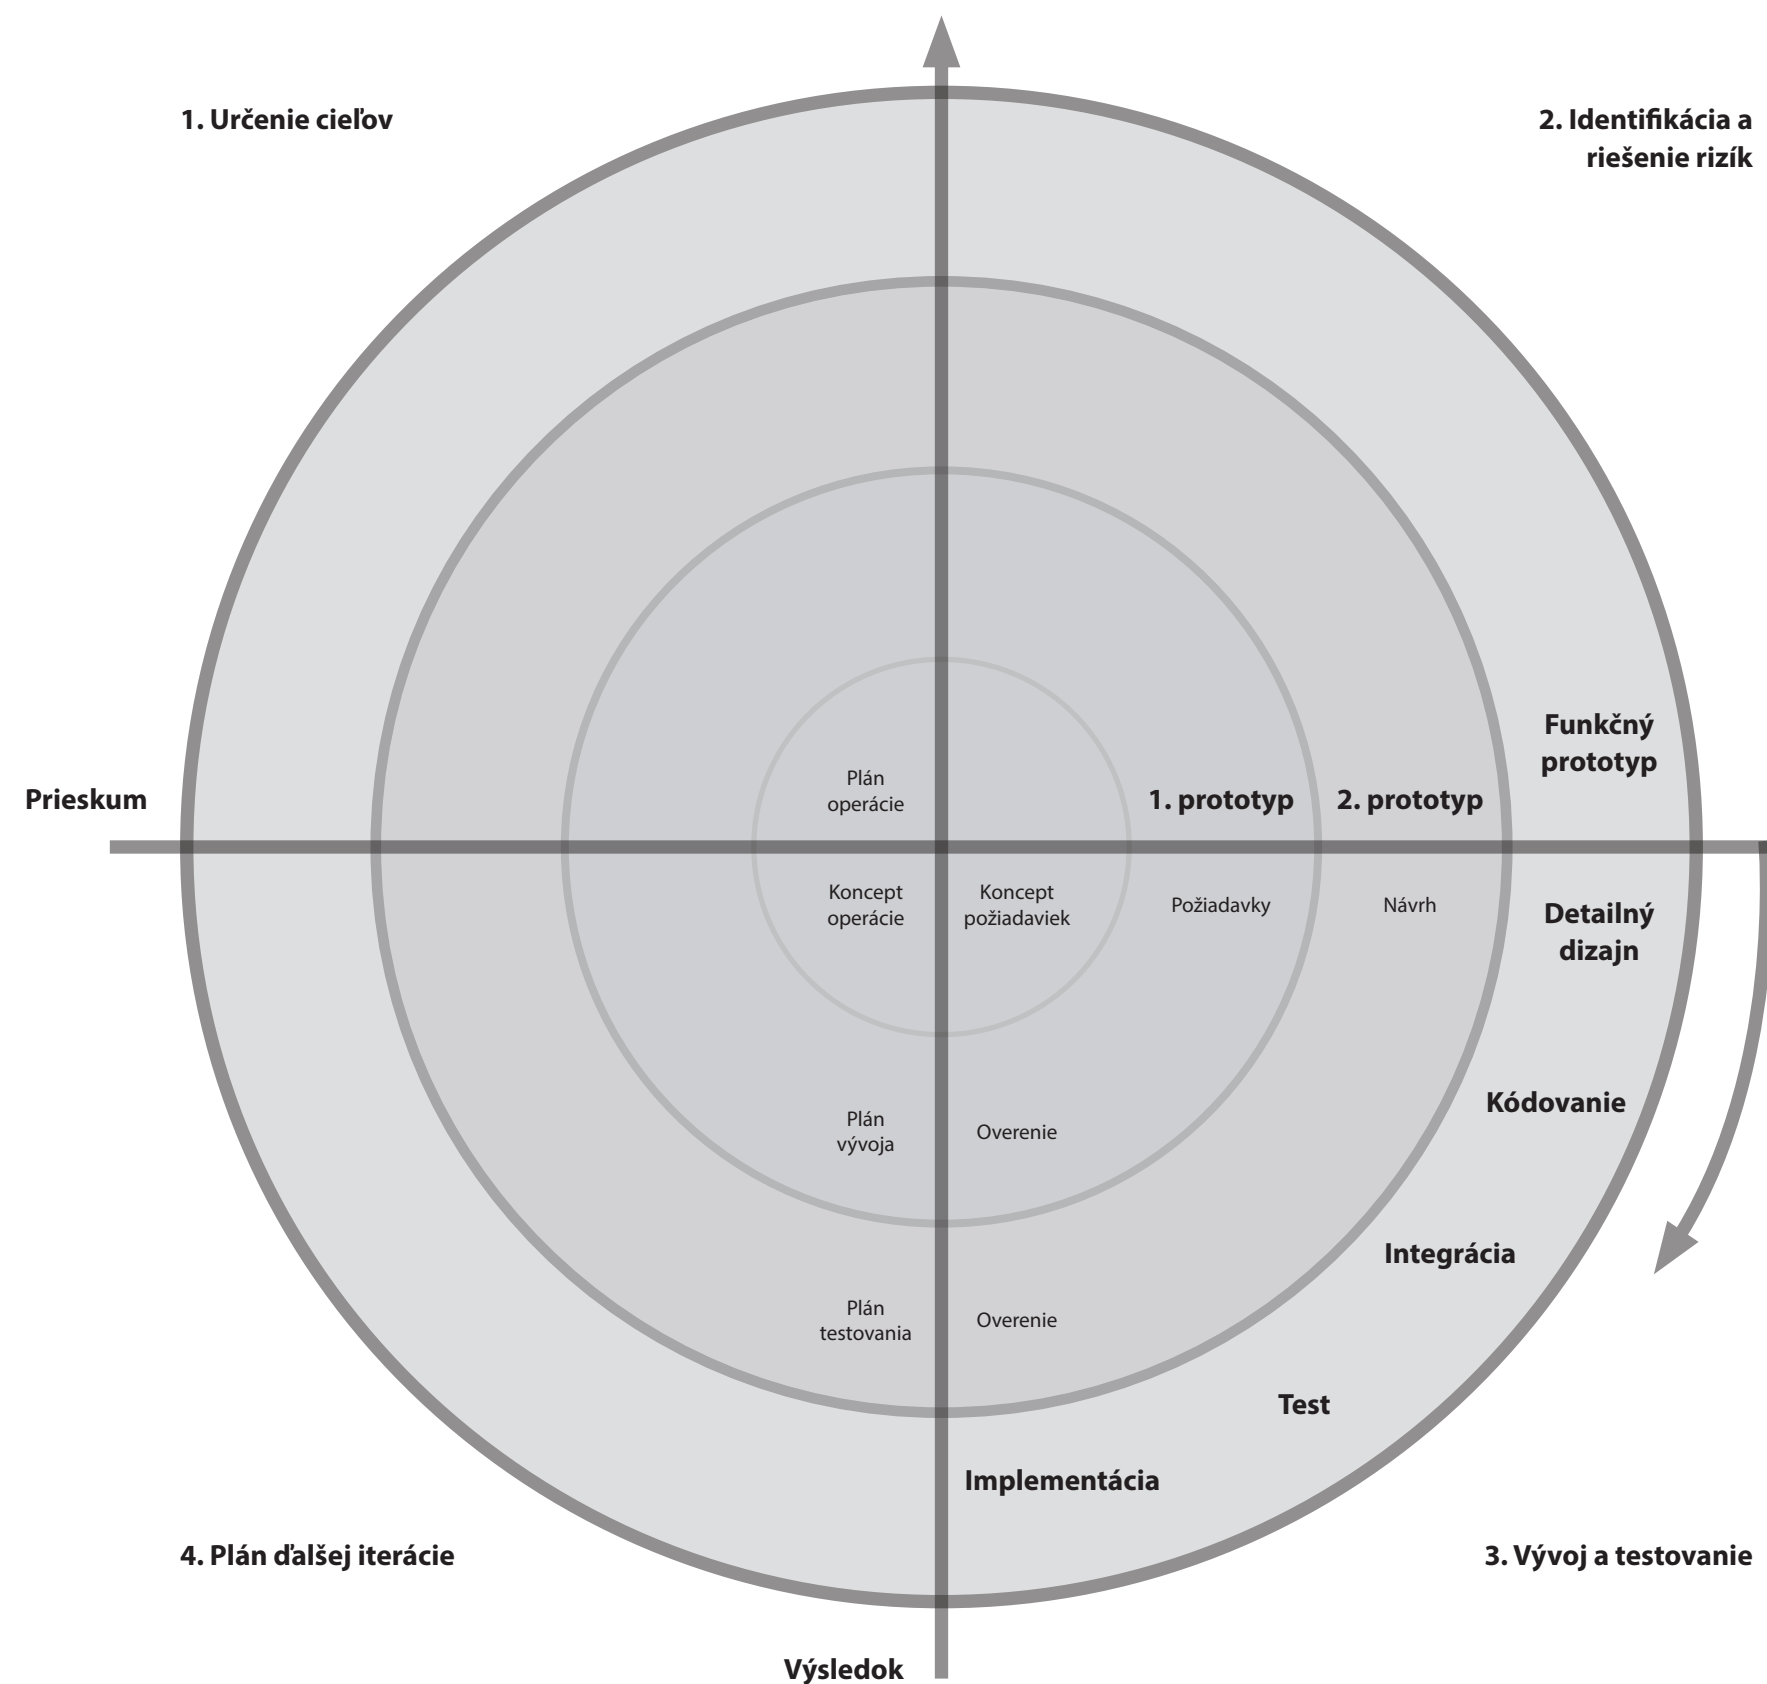 1. Určenie cieľov
2. Identifikácia a
riešenie rizík
Funkčný
prototyp
Plán
operácie
Prieskum
1. prototyp
2. prototyp
Koncept
operácie
Koncept
požiadaviek
Požiadavky
Návrh
Detailný
dizajn
Kódovanie
Plán
vývoja
Overenie
Integrácia
Plán
testovania
Overenie
Test
Implementácia
4. Plán ďalšej iterácie
3. Vývoj a testovanie
Výsledok